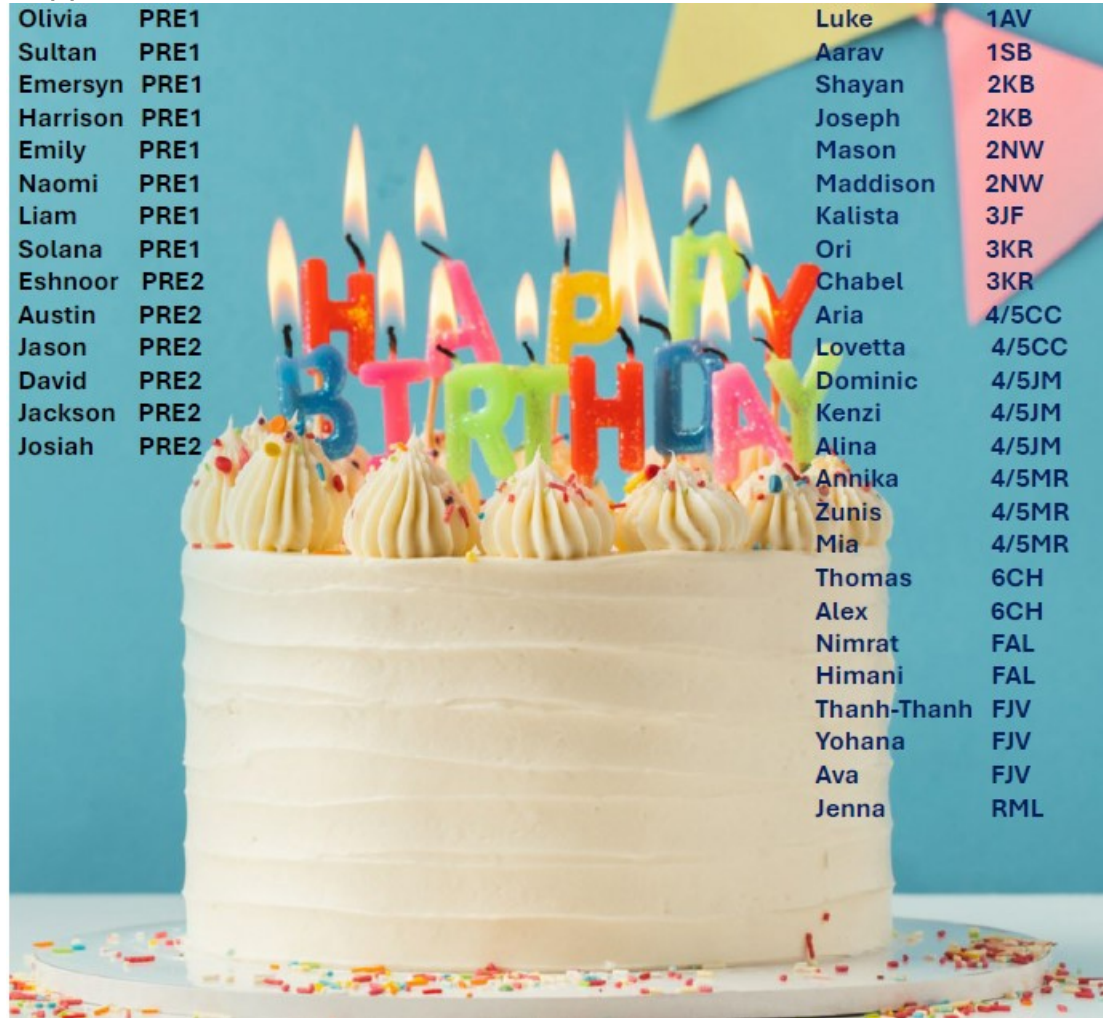 Olivia PRE1
Sultan PRE1
Emersyn PRE1
Harrison PRE1
Emily PRE1
Naomi PRE1
Liam PRE1
Solana PRE1
Eshnoor PRE2
Austin PRE2
Jason PRE2
David PRE2
Jackson PRE2
Josiah PRE2
Luke 1AV
Aarav 1SB
Shayan 2KB
Joseph 2KB
Mason 2NW
Maddison 2NW
Kalista 3JF
Ori 3KR
Chabel 3KR
Aria 4/5CC
Lovetta 4/5CC
Dominic 4/5JM
Kenzi 4/5JM
Alina 4/5JM
Annika 4/5MR
Zunis 4/5MR
Mia 4/5MR
Thomas 6CH
Alex 6CH
Nimrat FAL
Himani FAL
Thanh-Thanh FJV
Yohana FJV
Ava FJV
Jenna RML
HAPPY
BIRTHDAY